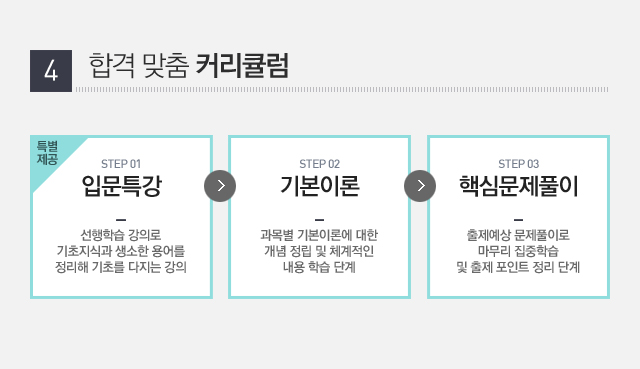 4 합격 맞춤 커리큘럼
특별
제공
STEP 01
입문특강
선행학습 강의로
기초지식과 생소한 용어를
정리해 기초를 다지는 강의
STEP 02
기본이론
과목별 기본이론에 대한
개념 정립 및 체계적인
내용 학습 단계
STEP 03
핵심문제풀이
출제예상 문제풀이로
마무리 집중학습
및 출제 포인트 정리 단계